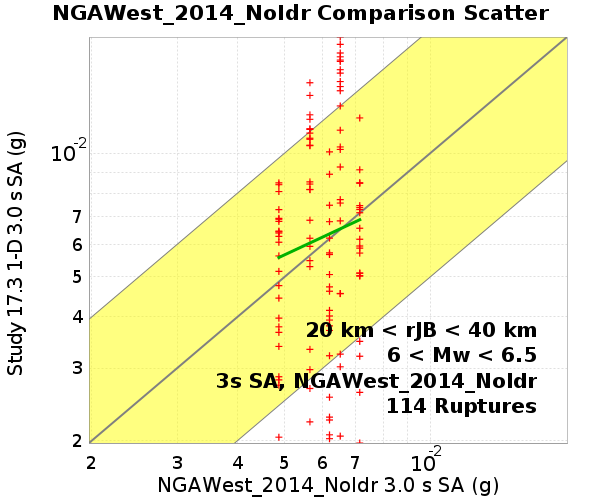 NGAWest_2014_NoIdr Comparison Scatter
Study 17.3 1-D 3.0 s SA (g)
10-2
7
6
5
4
3
2
20 km < rJB < 40 km
6 < Mw < 6.5
3s SA, NGAWest_2014_NoIdr
114 Ruptures
2 3 4 5 6 7 10-2
NGAWest_2014_NoIdr 3.0 s SA (g)